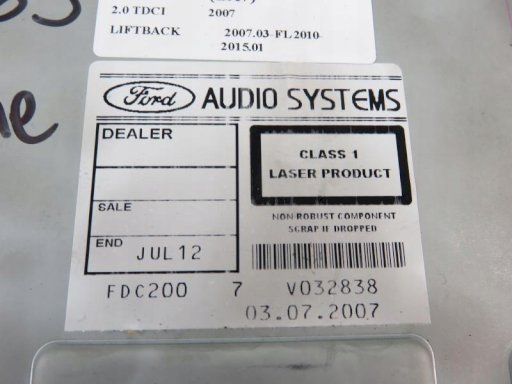 2.0 TDCI 2007
LIFTBACK 2007.03-FL2010-
2015.01
Ford AUDIO SYSTEMS
DEALER
CLASS 1
LASER PRODUCT
SALE
NON ROBUST COMPONENT
SCRAP IF DROPPED
END JUL12
FDC200 7 V032838
03.07.2007